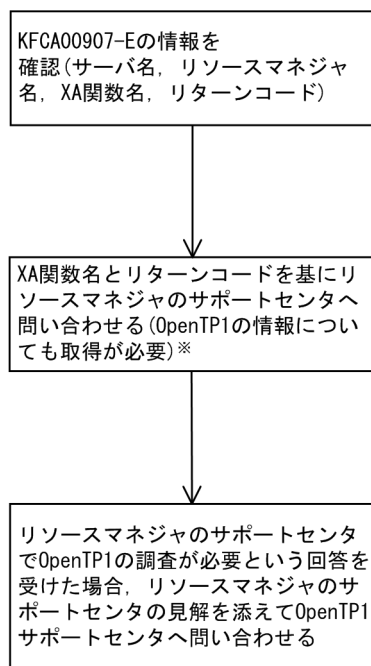 KFCA00907-Eの情報を
確認(サーバ名, リソースマネジャ
名, XA関数名, リターンコード)
XA関数名とリターンコードを基にリ
ソースマネジャのサポートセンタへ
問い合わせる(OpenTP1の情報につい
ても取得が必要)※
リソースマネジャのサポートセンタ
でOpenTP1の調査が必要という回答を
受けた場合, リソースマネジャのサ
ポートセンタの見解を添えてOpenTP1
サポートセンタへ問い合わせる